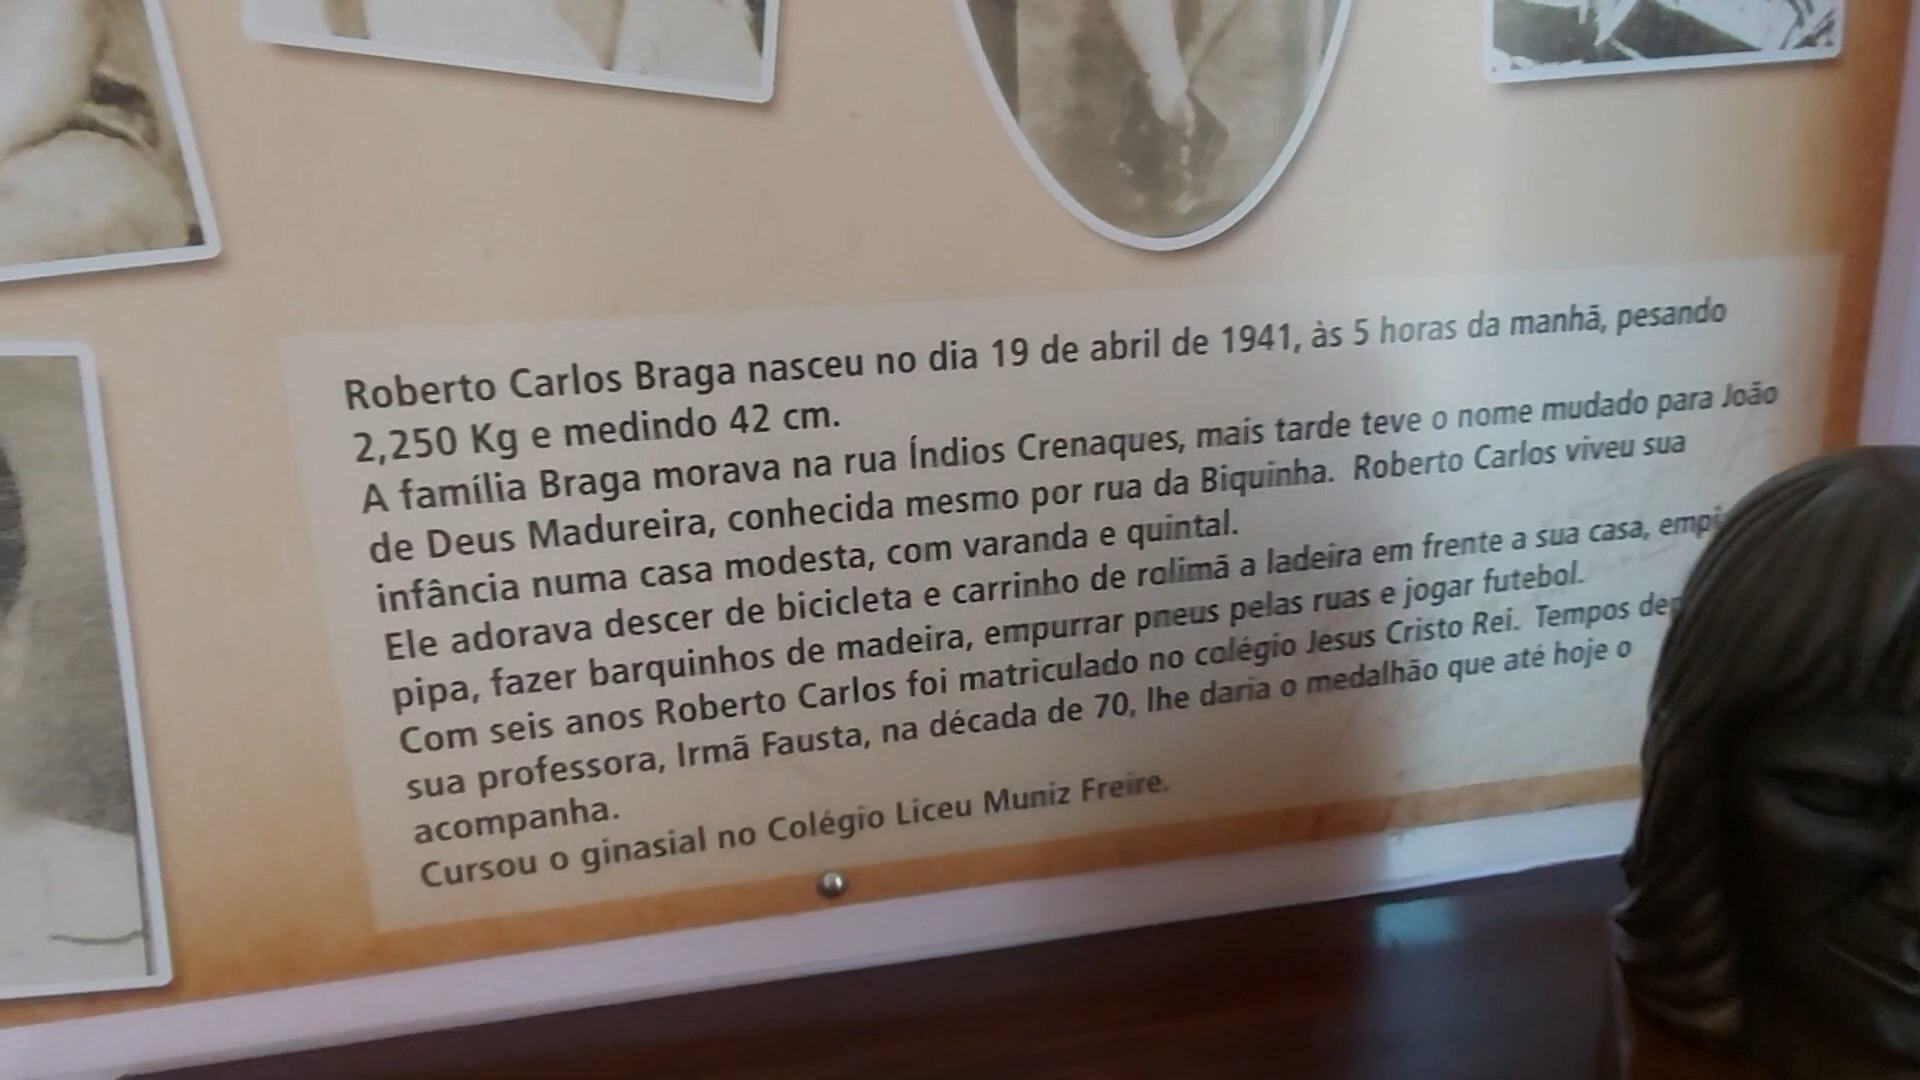 Roberto Carlos Braga nasceu no dia 19 de abril de 1941, às 5 horas da manhã, pesando
2,250 Kg e medindo 42 cm.
A família Braga morava na rua Índios Crenaques, mais tarde teve o nome mudado para João
de Deus Madureira, conhecida mesmo por rua da Biquinha. Roberto Carlos viveu sua
infância numa casa modesta, com varanda e quintal.
Ele adorava descer de bicicleta e carrinho de rolimã a ladeira em frente a sua casa,
pipa, fazer barquinhos de madeira, empurrar pneus pelas ruas e jogar futebol.
Com seis anos Roberto Carlos foi matriculado no colégio Jesus Cristo Rei. Tempos
sua professora, Irmã Fausta, na década de 70, lhe daria o medalhão que até hoje o
acompanha.
Cursou o ginasial no Colégio Liceu Muniz Freire.